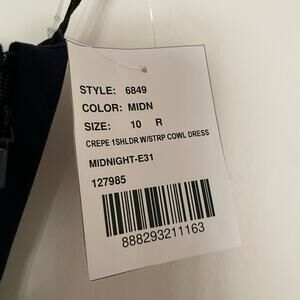 STYLE: 6849
COLOR: MIDN
SIZE: 10 R
CREPE 1SHLDR W/STRP COWL DRESS
MIDNIGHT-E31
127985
888293211163